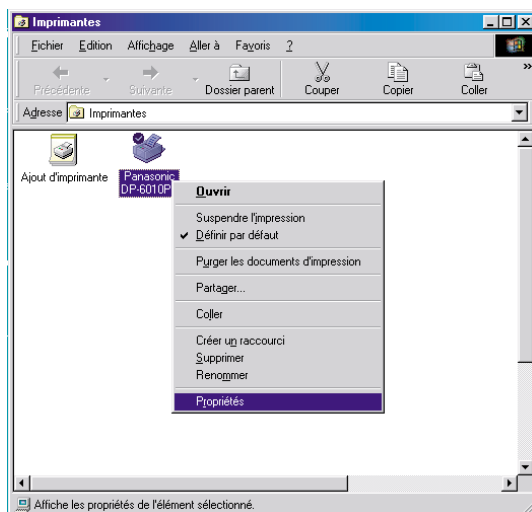 Imprimantes
Fichier Edition Affichage Aller à Favoris ?
Précédente Suivante Dossier parent Couper Copier Coller »
Adresse Imprimantes
Ajout d'imprimante
Panasonic
DP-6010P
Ouvrir
Suspendre l'impression
Définir par défaut
Purger les documents d'impression
Partager...
Coller
Créer un raccourci
Supprimer
Renommer
Propriétés
Affiche les propriétés de l'élément sélectionné.